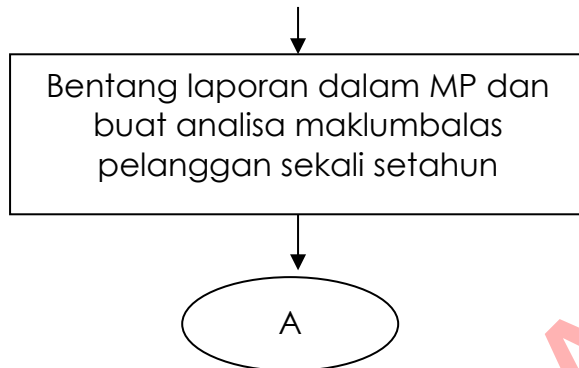 Bentang laporan dalam MP dan
buat analisa maklumbalas
pelanggan sekali setahun
A